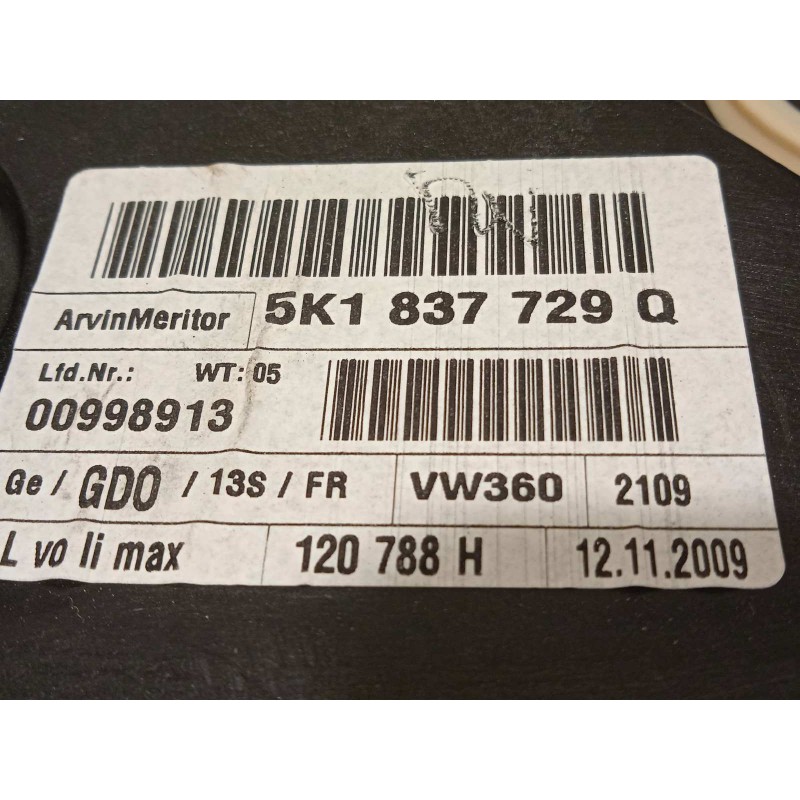 ArvinMeritor 5K1 837 729 Q
Lfd.Nr.: WT: 05
00998913
Ge / GDO / 13S / FR VW360 2109
L vo li max 120 788 H 12.11.2009